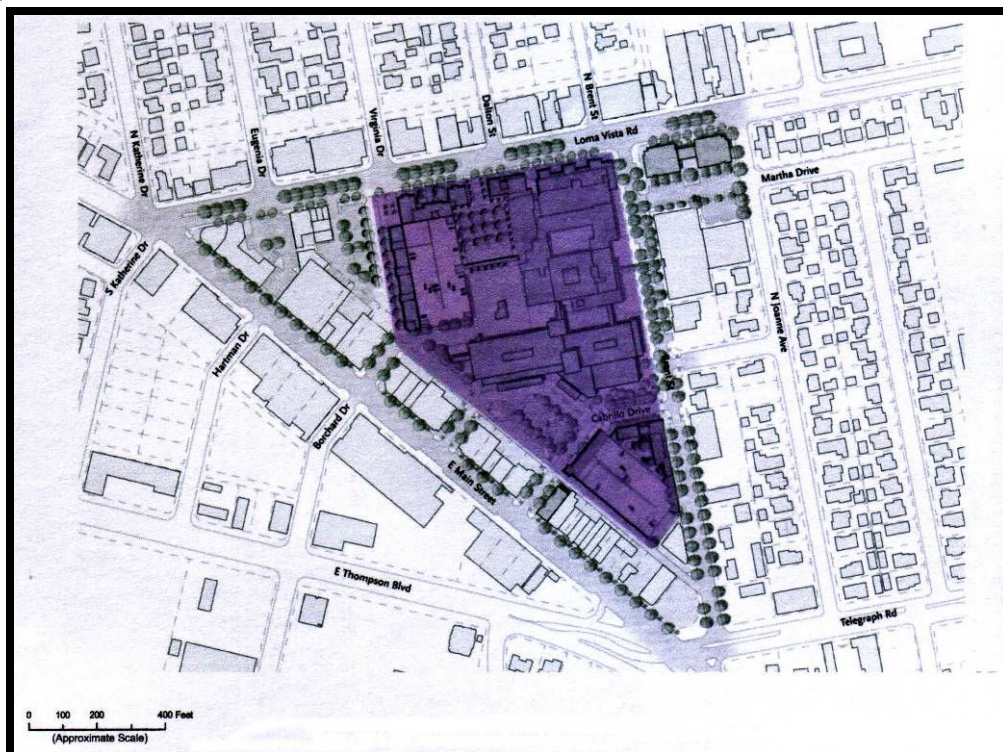 N Katherine Dr
Eugenia Dr
Virginia Dr
Dalton St
N Brent St
Loma Vista Rd
Martha Drive
S Katherine Dr
Hartman Dr
Borchard Dr
E Main Street
Cabrillo Drive
N Joanne Ave
E Thompson Blvd
Telegraph Rd
0 100 200 400 Feet
(Approximate Scale)